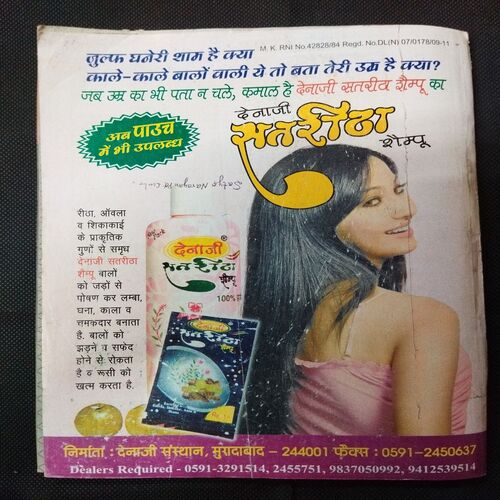 M. K. RNI No.42828/84 Regd. No.DL(N) 07/0178/09-11
ज़ुल्फ घनेरी शाम है क्या
काले-काले बालों वाली ये तो बता तेरी उम्र है क्या?
जब उम्र का भी पता न चले, कमाल है देनाजी सतरीठा शैम्पू का
देनाजी
सतरीठा
शैम्पू
अब पाउच
में भी उपलब्ध
रीठा, आँवला
व शिकाकाई
के प्राकृतिक
गुणों से समृध
देनाजी सतरीठा
शैम्पू बालों
को जड़ों से
पोषण कर लम्बा,
घना, काला व
चमकदार बनाता
है. बालो को
झड़ने व सफेद
होने से रोकता
है व रूसी को
खत्म करता है.
देनाजी
सतरीठा
शैम्पू
100%
देनाजी
सतरीठा
शैम्पू
निर्माता : देनाजी संस्थान, मुरादाबाद - 244001 फैक्स : 0591-2450637
Dealers Required - 0591-3291514, 2455751, 9837050992, 9412539514